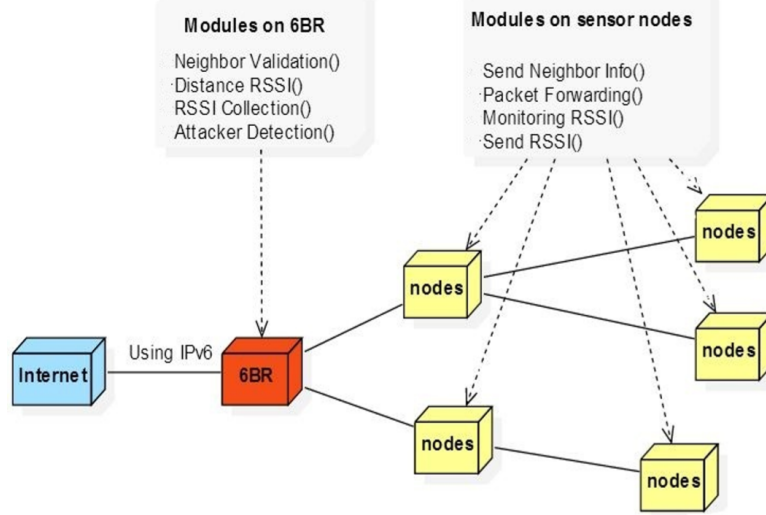 Modules on 6BR
Neighbor Validation()
·Distance RSSI()
RSSI Collection()
Attacker Detection()
Modules on sensor nodes
Send Neighbor Info()
·Packet Forwarding()
Monitoring RSSI()
·Send RSSI()
nodes
nodes
nodes
Using IPv6
Internet
6BR
nodes
nodes